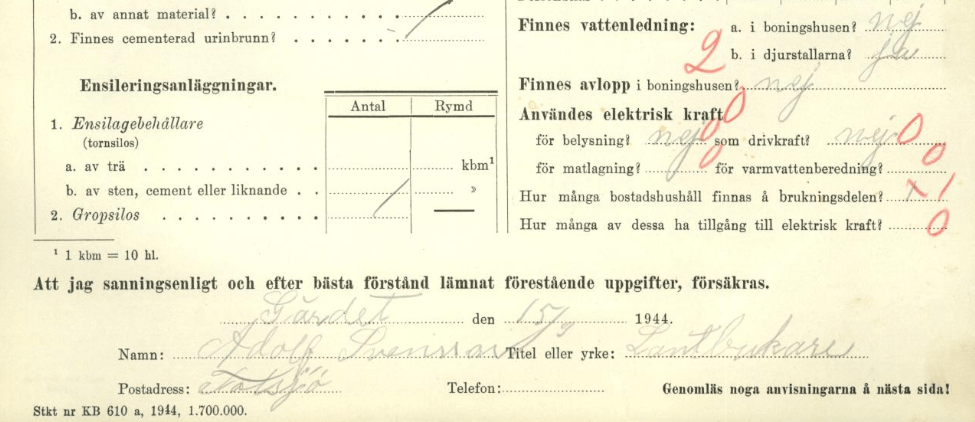 b. av annat material?
2. Finnes cementerad urinbrunn?
Ensileringsanläggningar.
Antal Rymd
1. Ensilagebehållare
(tornsilos)
a. av trä kbm¹
b. av sten, cement eller liknande »
2. Gropsilos
¹ 1 kbm = 10 hl.
Finnes vattenledning: a. i boningshusen? nej
2 b. i djurstallarna? ja
Finnes avlopp i boningshusen? nej
Användes elektrisk kraft
för belysning? nej 0 som drivkraft? nej 0
för matlagning? 0 för varmvattenberedning? 0
Hur många bostadshushåll finnas å brukningsdelen? 1
Hur många av dessa ha tillgång till elektrisk kraft? 0
Att jag sanningsenligt och efter bästa förstånd lämnat förestående uppgifter, försäkras.
Gärdet den 15/9 1944.
Namn: Adolf Svensson Titel eller yrke: Lantbrukare
Postadress: Telefon: Genomläs noga anvisningarna å nästa sida!
Stkt nr KB 610 a, 1944, 1.700.000.